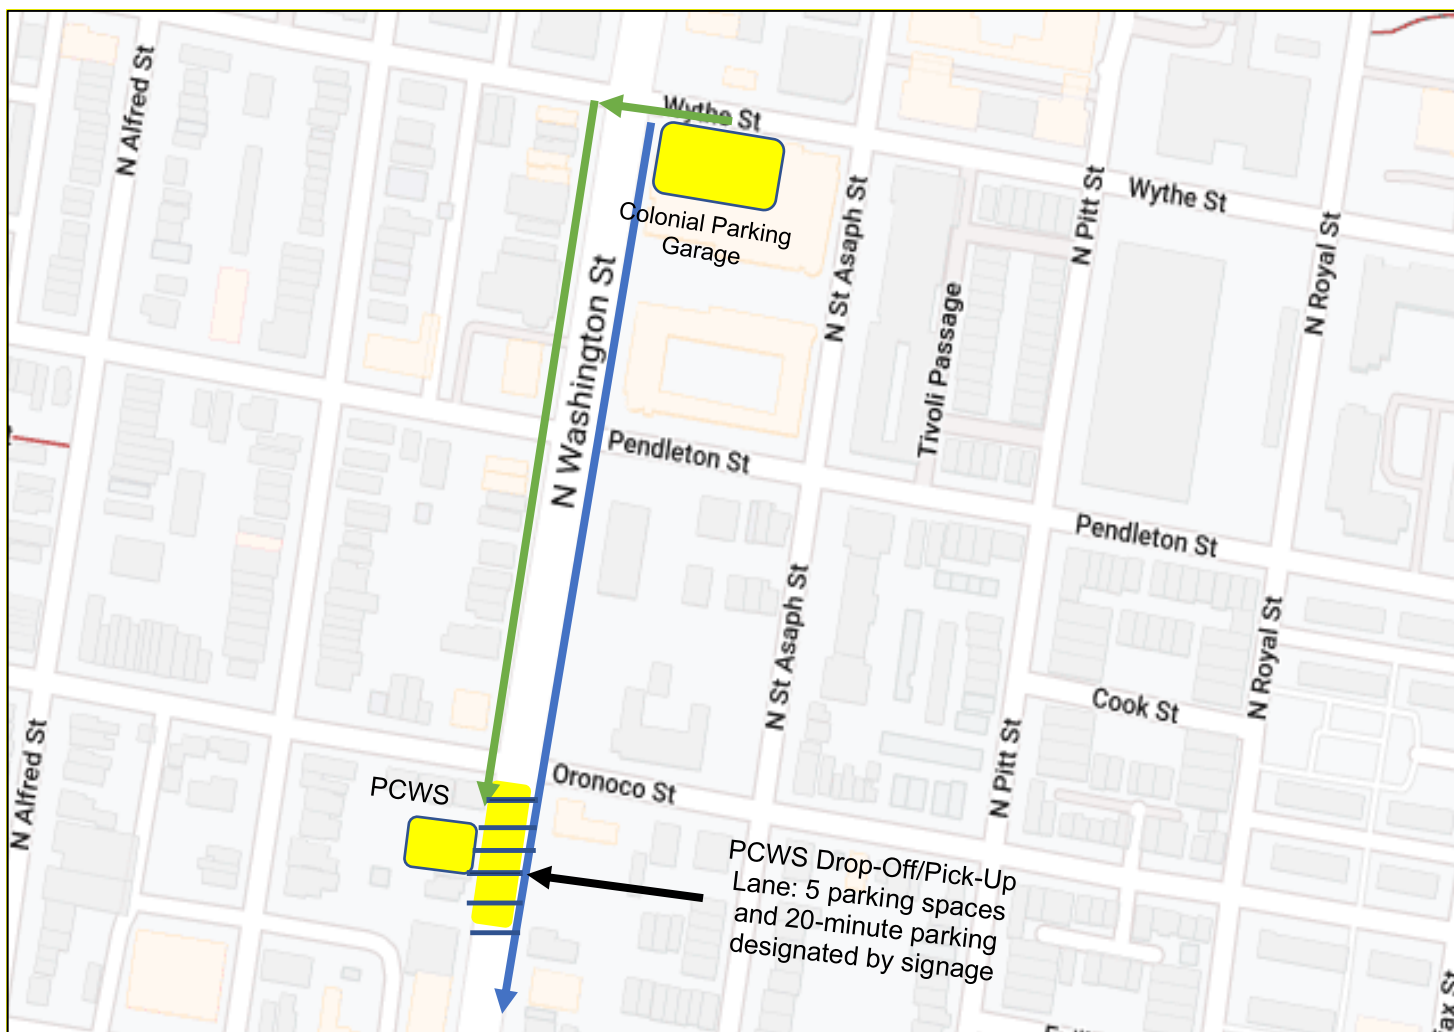 N Alfred St
Wythe St
Colonial Parking
Garage
N Washington St
N St Asaph St
Tivoli Passage
N Pitt St
Wythe St
N Royal St
Pendleton St
Pendleton St
N St Asaph St
N Royal St
Cook St
N Pitt St
N Alfred St
PCWS
Oronoco St
PCWS Drop-Off/Pick-Up
Lane: 5 parking spaces
and 20-minute parking
designated by signage